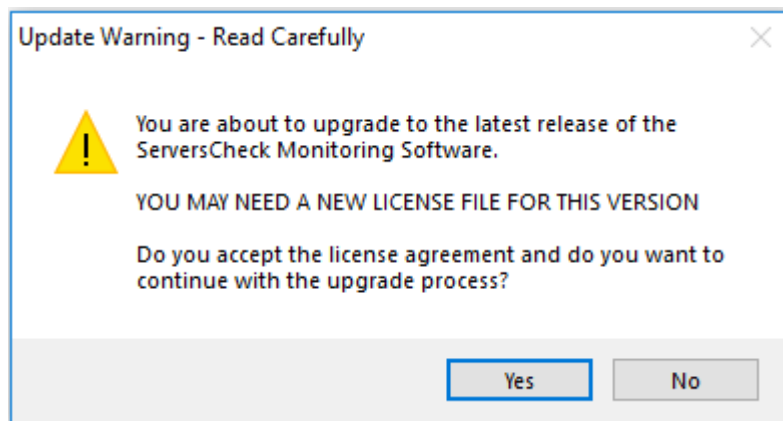 Update Warning - Read Carefully
You are about to upgrade to the latest release of the
ServersCheck Monitoring Software.
YOU MAY NEED A NEW LICENSE FILE FOR THIS VERSION
Do you accept the license agreement and do you want to
continue with the upgrade process?
Yes
No